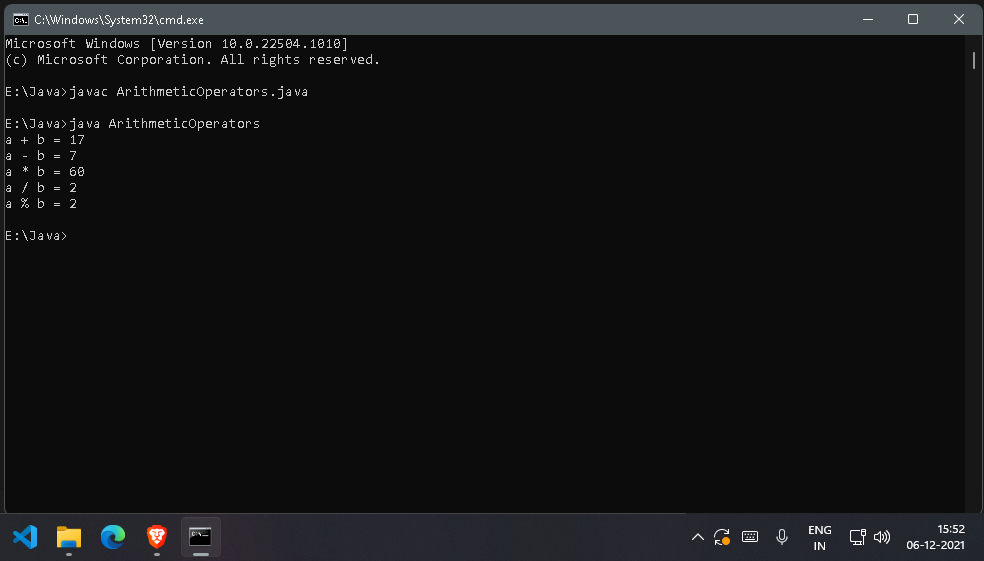 C:\Windows\System32\cmd.exe
Microsoft Windows [Version 10.0.22504.1010]
(c) Microsoft Corporation. All rights reserved.
E:\Java>javac ArithmeticOperators.java
E:\Java>java ArithmeticOperators
a + b = 17
a - b = 7
a * b = 60
a / b = 2
a % b = 2
E:\Java>
ENG
IN
15:52
06-12-2021